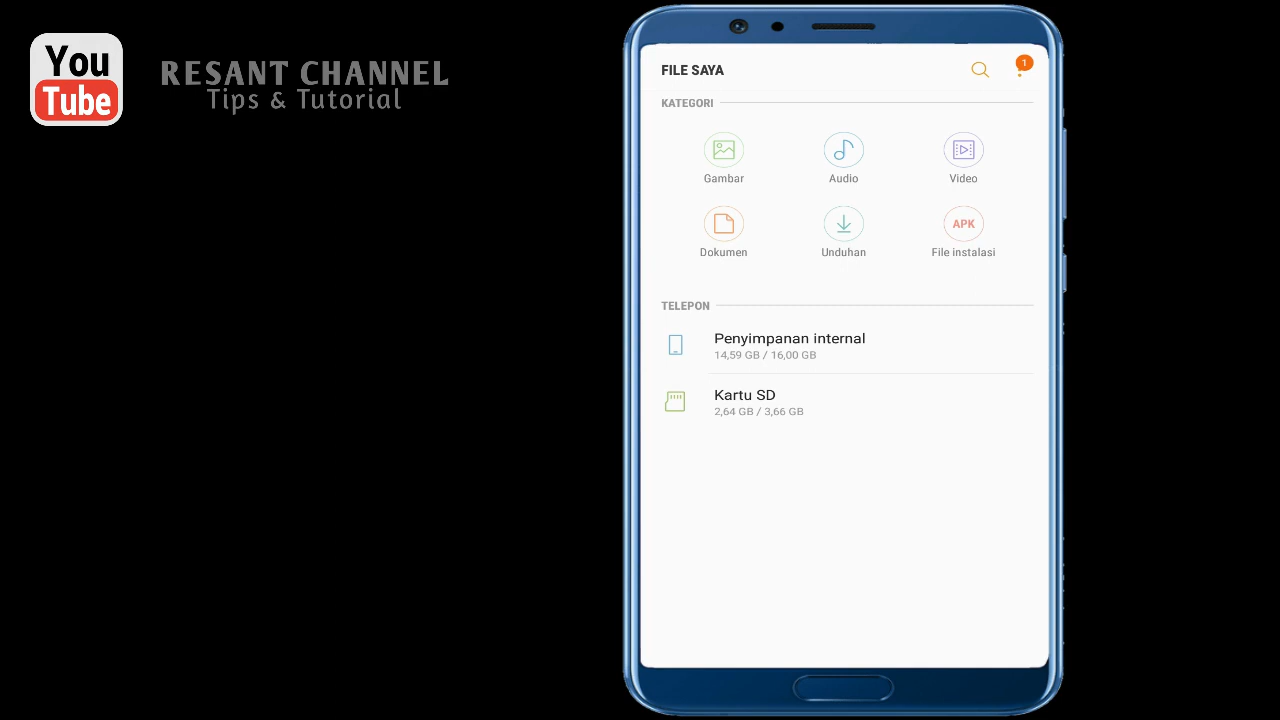 You
Tube
RESANT CHANNEL
Tips & Tutorial
FILE SAYA
1
KATEGORI
Gambar
Audio
Video
APK
Dokumen
Unduhan
File instalasi
TELEPON
Penyimpanan internal
14,59 GB / 16,00 GB
Kartu SD
2,64 GB / 3,66 GB